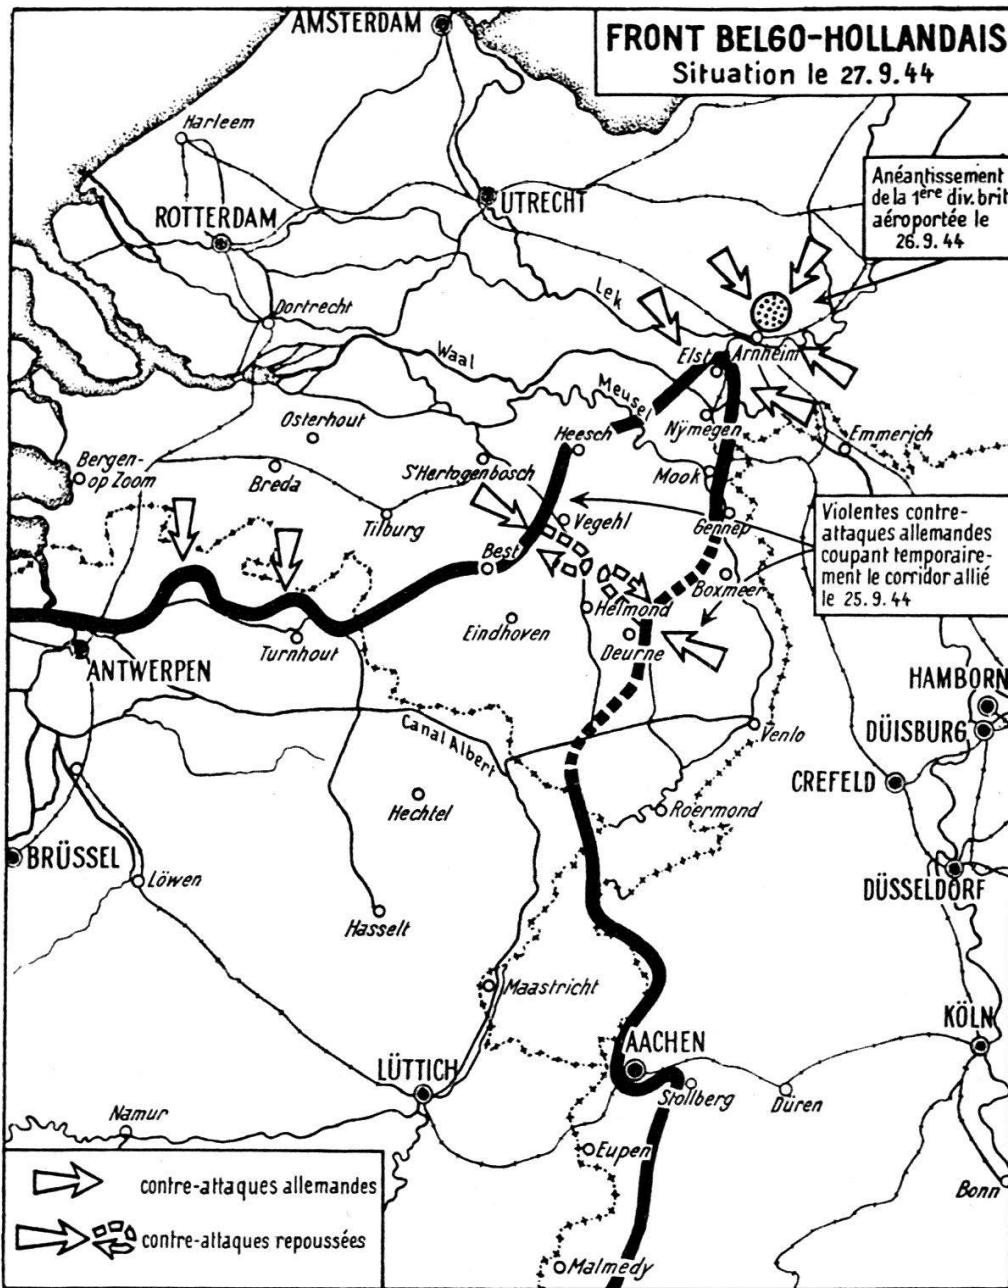 FRONT BELGO-HOLLANDAIS
Situation le 27.9.44
AMSTERDAM
Harleem
UTRECHT
ROTTERDAM
Anéantissement
de la 1ère div. brit
aéroportée le
26.9.44
Dortrecht
Lek
Waal
Elst
Arnheim
Meusel
Osterhout
Heesch
Nÿmegen
Emmerich
Bergen-
op Zoom
Breda
S'Hertogenbosch
Mook
Tilburg
Vegehl
Gennep
Violentes contre-
attaques allemandes
coupant temporaire-
ment le corridor allié
le 25.9.44
Best
Boxmeer
Helmond
Eindhoven
Deurne
Turnhout
ANTWERPEN
HAMBORN
Canal Albert
Venlo
DÜISBURG
CREFELD
Hechtel
Roermond
BRÜSSEL
Löwen
DÜSSELDORF
Hasselt
Maastricht
KÖLN
AACHEN
LÜTTICH
Stollberg
Düren
Namur
Eupen
Bonn
contre-attaques allemandes
contre-attaques repoussées
Malmedy